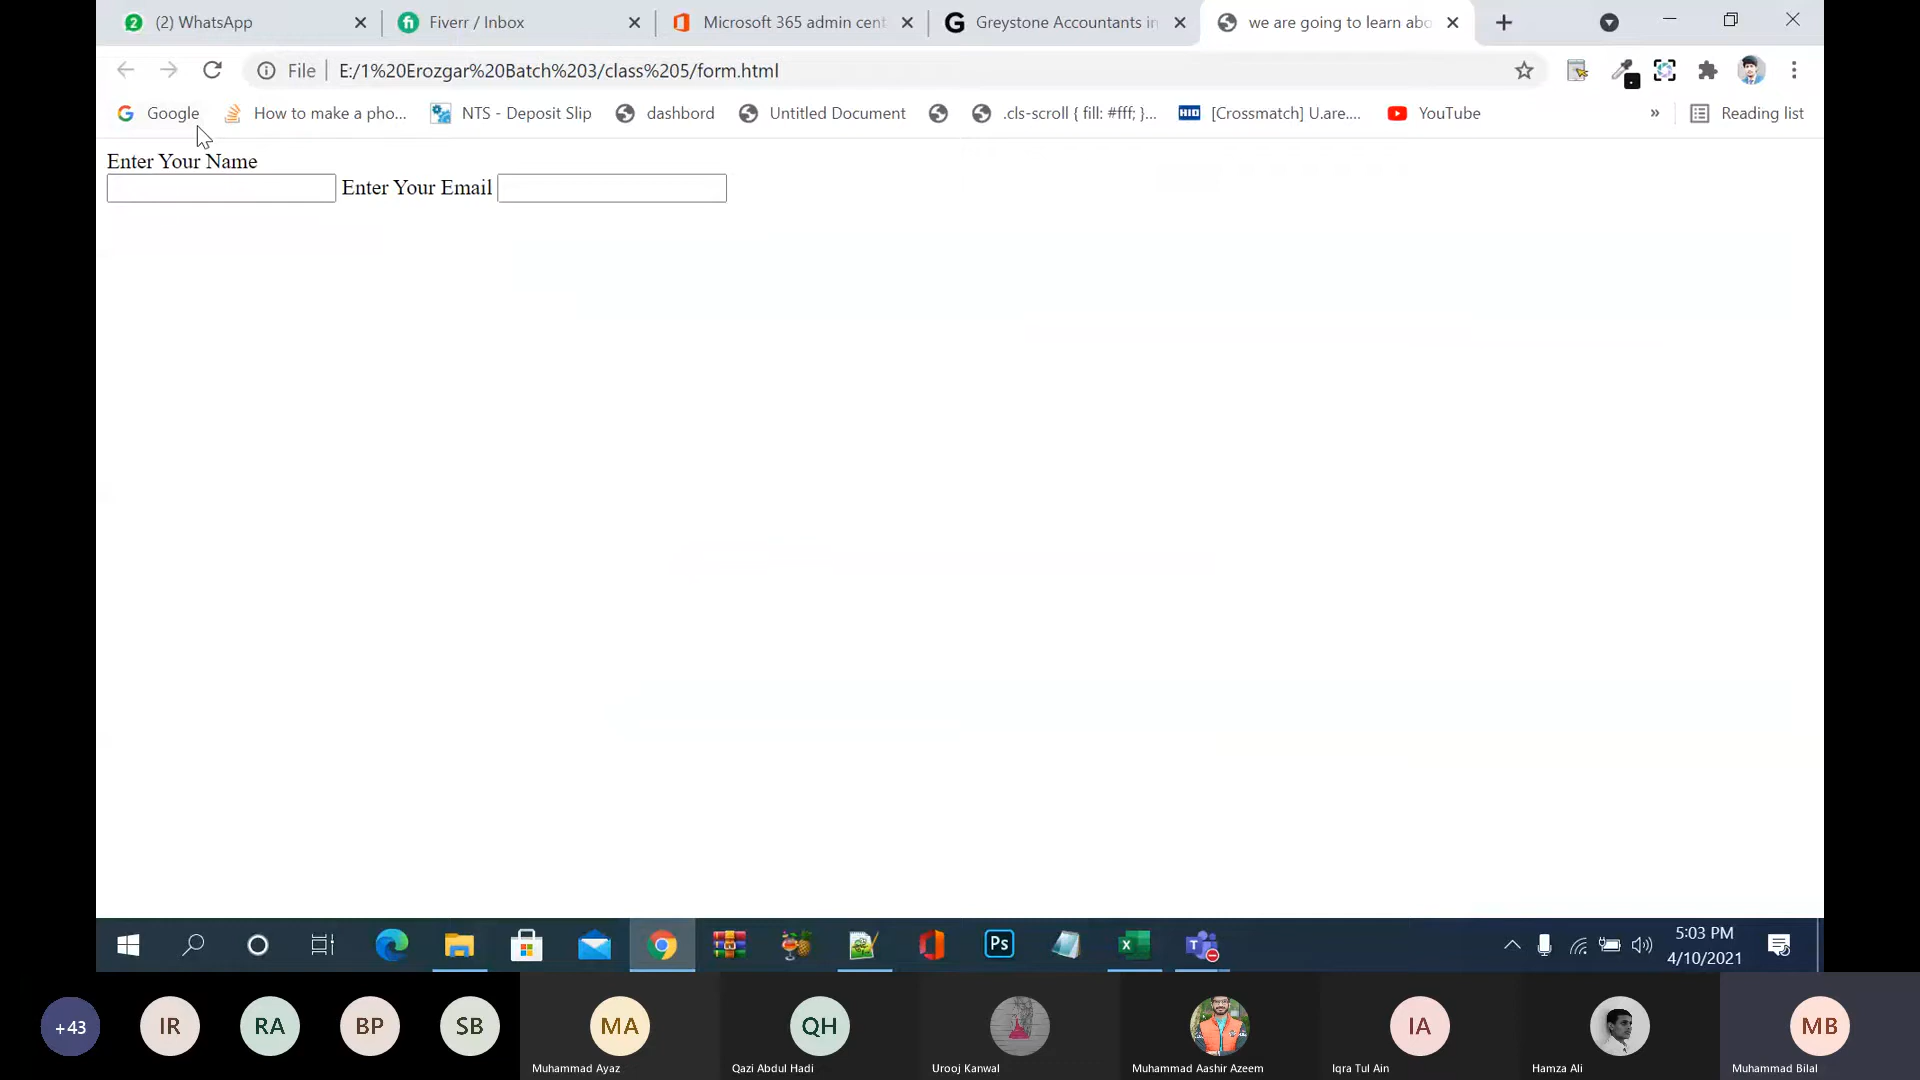 2 (2) WhatsApp
fi Fiverr / Inbox
Microsoft 365 admin cent
G Greystone Accountants in
we are going to learn abo
File E:/1%20Erozgar%20Batch%203/class%205/form.html
Google
How to make a pho...
NTS - Deposit Slip
dashbord
Untitled Document
.cls-scroll { fill: #fff; }...
HID [Crossmatch] U.are....
YouTube
»
Reading list
Enter Your Name
Enter Your Email
Ps
5:03 PM
4/10/2021
+43
IR
RA
BP
SB
MA
Muhammad Ayaz
QH
Qazi Abdul Hadi
Urooj Kanwal
Muhammad Aashir Azeem
IA
Iqra Tul Ain
Hamza Ali
MB
Muhammad Bilal